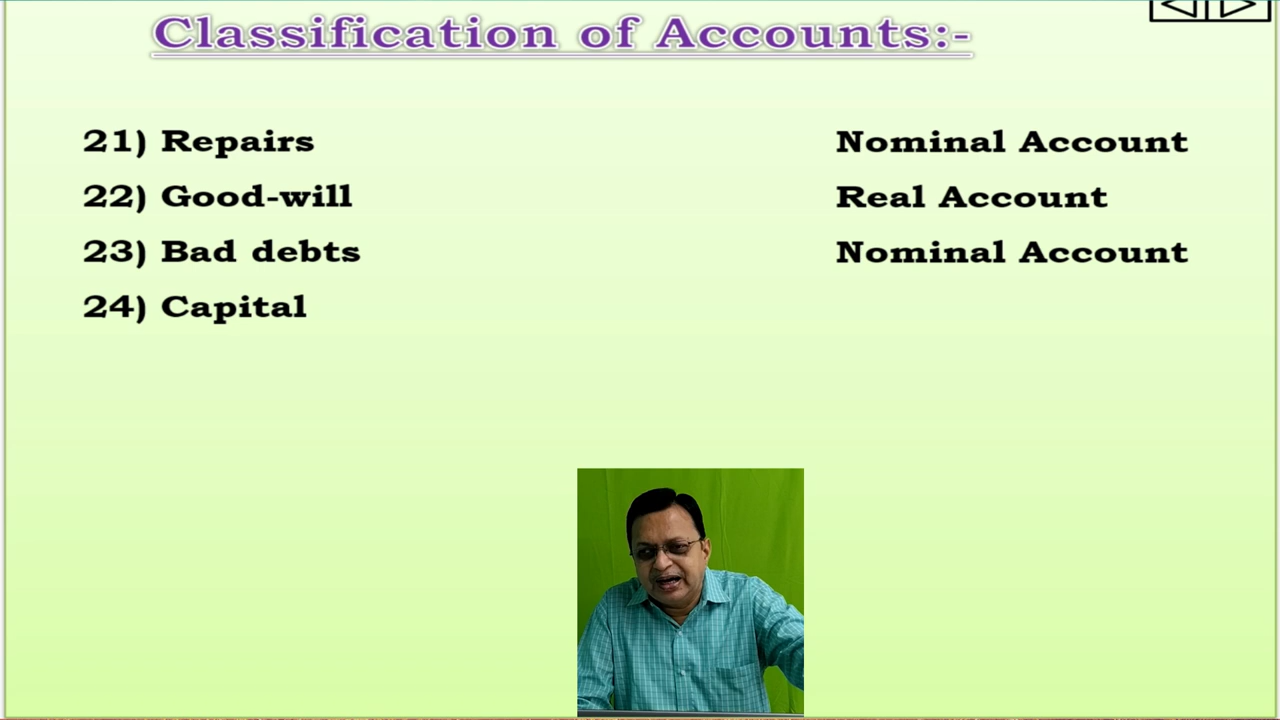 Classification of Accounts:-
21) Repairs Nominal Account
22) Good-will Real Account
23) Bad debts Nominal Account
24) Capital